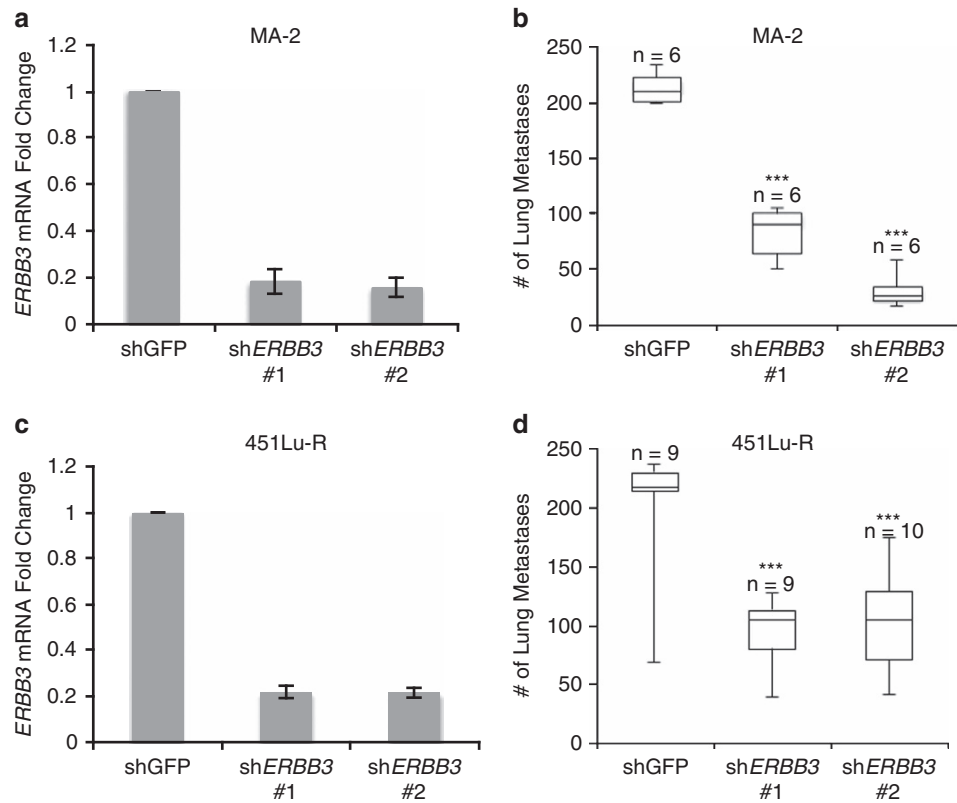 a
MA-2
ERBB3 mRNA Fold Change
1.2
1
0.8
0.6
0.4
0.2
0
shGFP
shERBB3
#1
shERBB3
#2
b
MA-2
# of Lung Metastases
250
200
150
100
50
0
n = 6
***
n = 6
***
n = 6
shGFP
shERBB3
#1
shERBB3
#2
c
451Lu-R
ERBB3 mRNA Fold Change
1.2
1
0.8
0.6
0.4
0.2
0
shGFP
shERBB3
#1
shERBB3
#2
d
451Lu-R
# of Lung Metastases
250
200
150
100
50
0
n = 9
***
n = 9
***
n = 10
shGFP
shERBB3
#1
shERBB3
#2